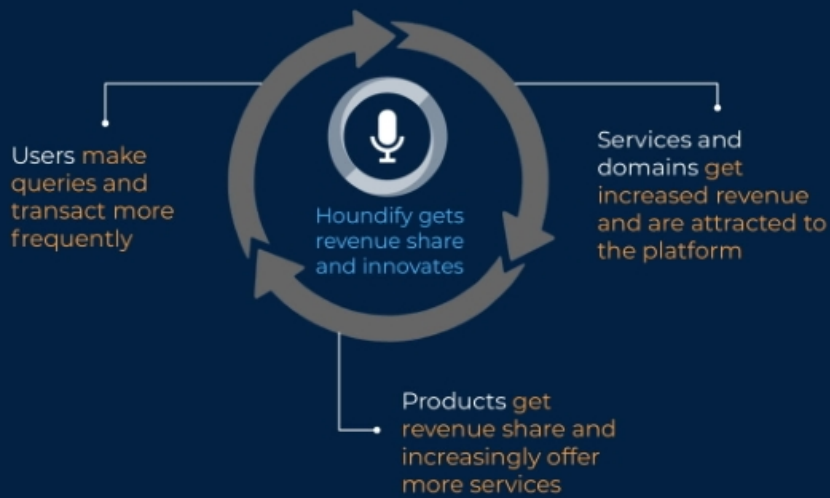 Users make
queries and
transact more
frequently
Houndify gets
revenue share
and innovates
Services and
domains get
increased revenue
and are attracted to
the platform
Products get
revenue share and
increasingly offer
more services